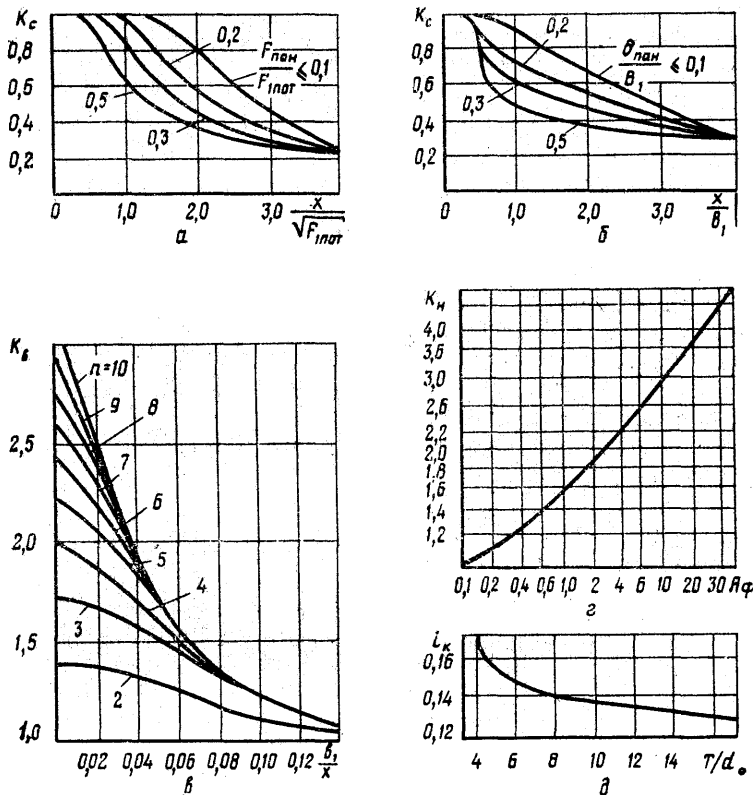 K_c
0,8
0,6
0,4
0,2
0,2
F_пан / F_1пот ≤ 0,1
0,5
0,3
0 1,0 2,0 3,0 x / √F_1пот
а
K_c
0,8
0,6
0,4
0,2
0,2
в_пан / в_1 ≤ 0,1
0,3
0,5
0 1,0 2,0 3,0 x / в_1
б
K_в
2,5
2,0
1,5
1,0
n=10
9
8
7
6
5
4
3
2
0,02 0,04 0,06 0,08 0,10 0,12 в_1 / x
в
K_н
4,0
3,6
3,0
2,6
2,2
2,0
1,8
1,6
1,4
1,2
0,1 0,2 0,4 0,6 1,0 2 4 6 10 20 30 Aф
г
i_к
0,16
0,14
0,12
4 6 8 10 12 14 T/d_о
д